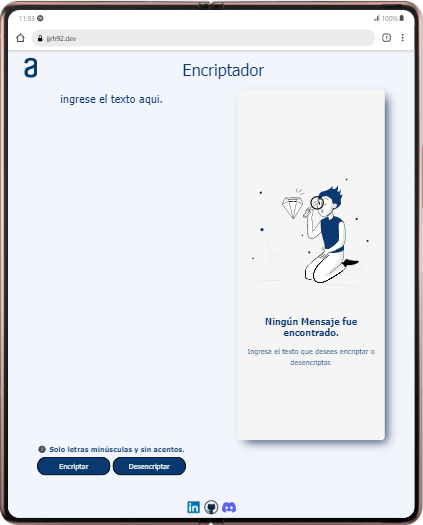 11:53
100%
jjrh92.dev
1
a
Encriptador
ingrese el texto aqui.
Ningún Mensaje fue
encontrado.
Ingresa el texto que desees encriptar o
desencriptar.
Solo letras minúsculas y sin acentos.
Encriptar
Desencriptar
in